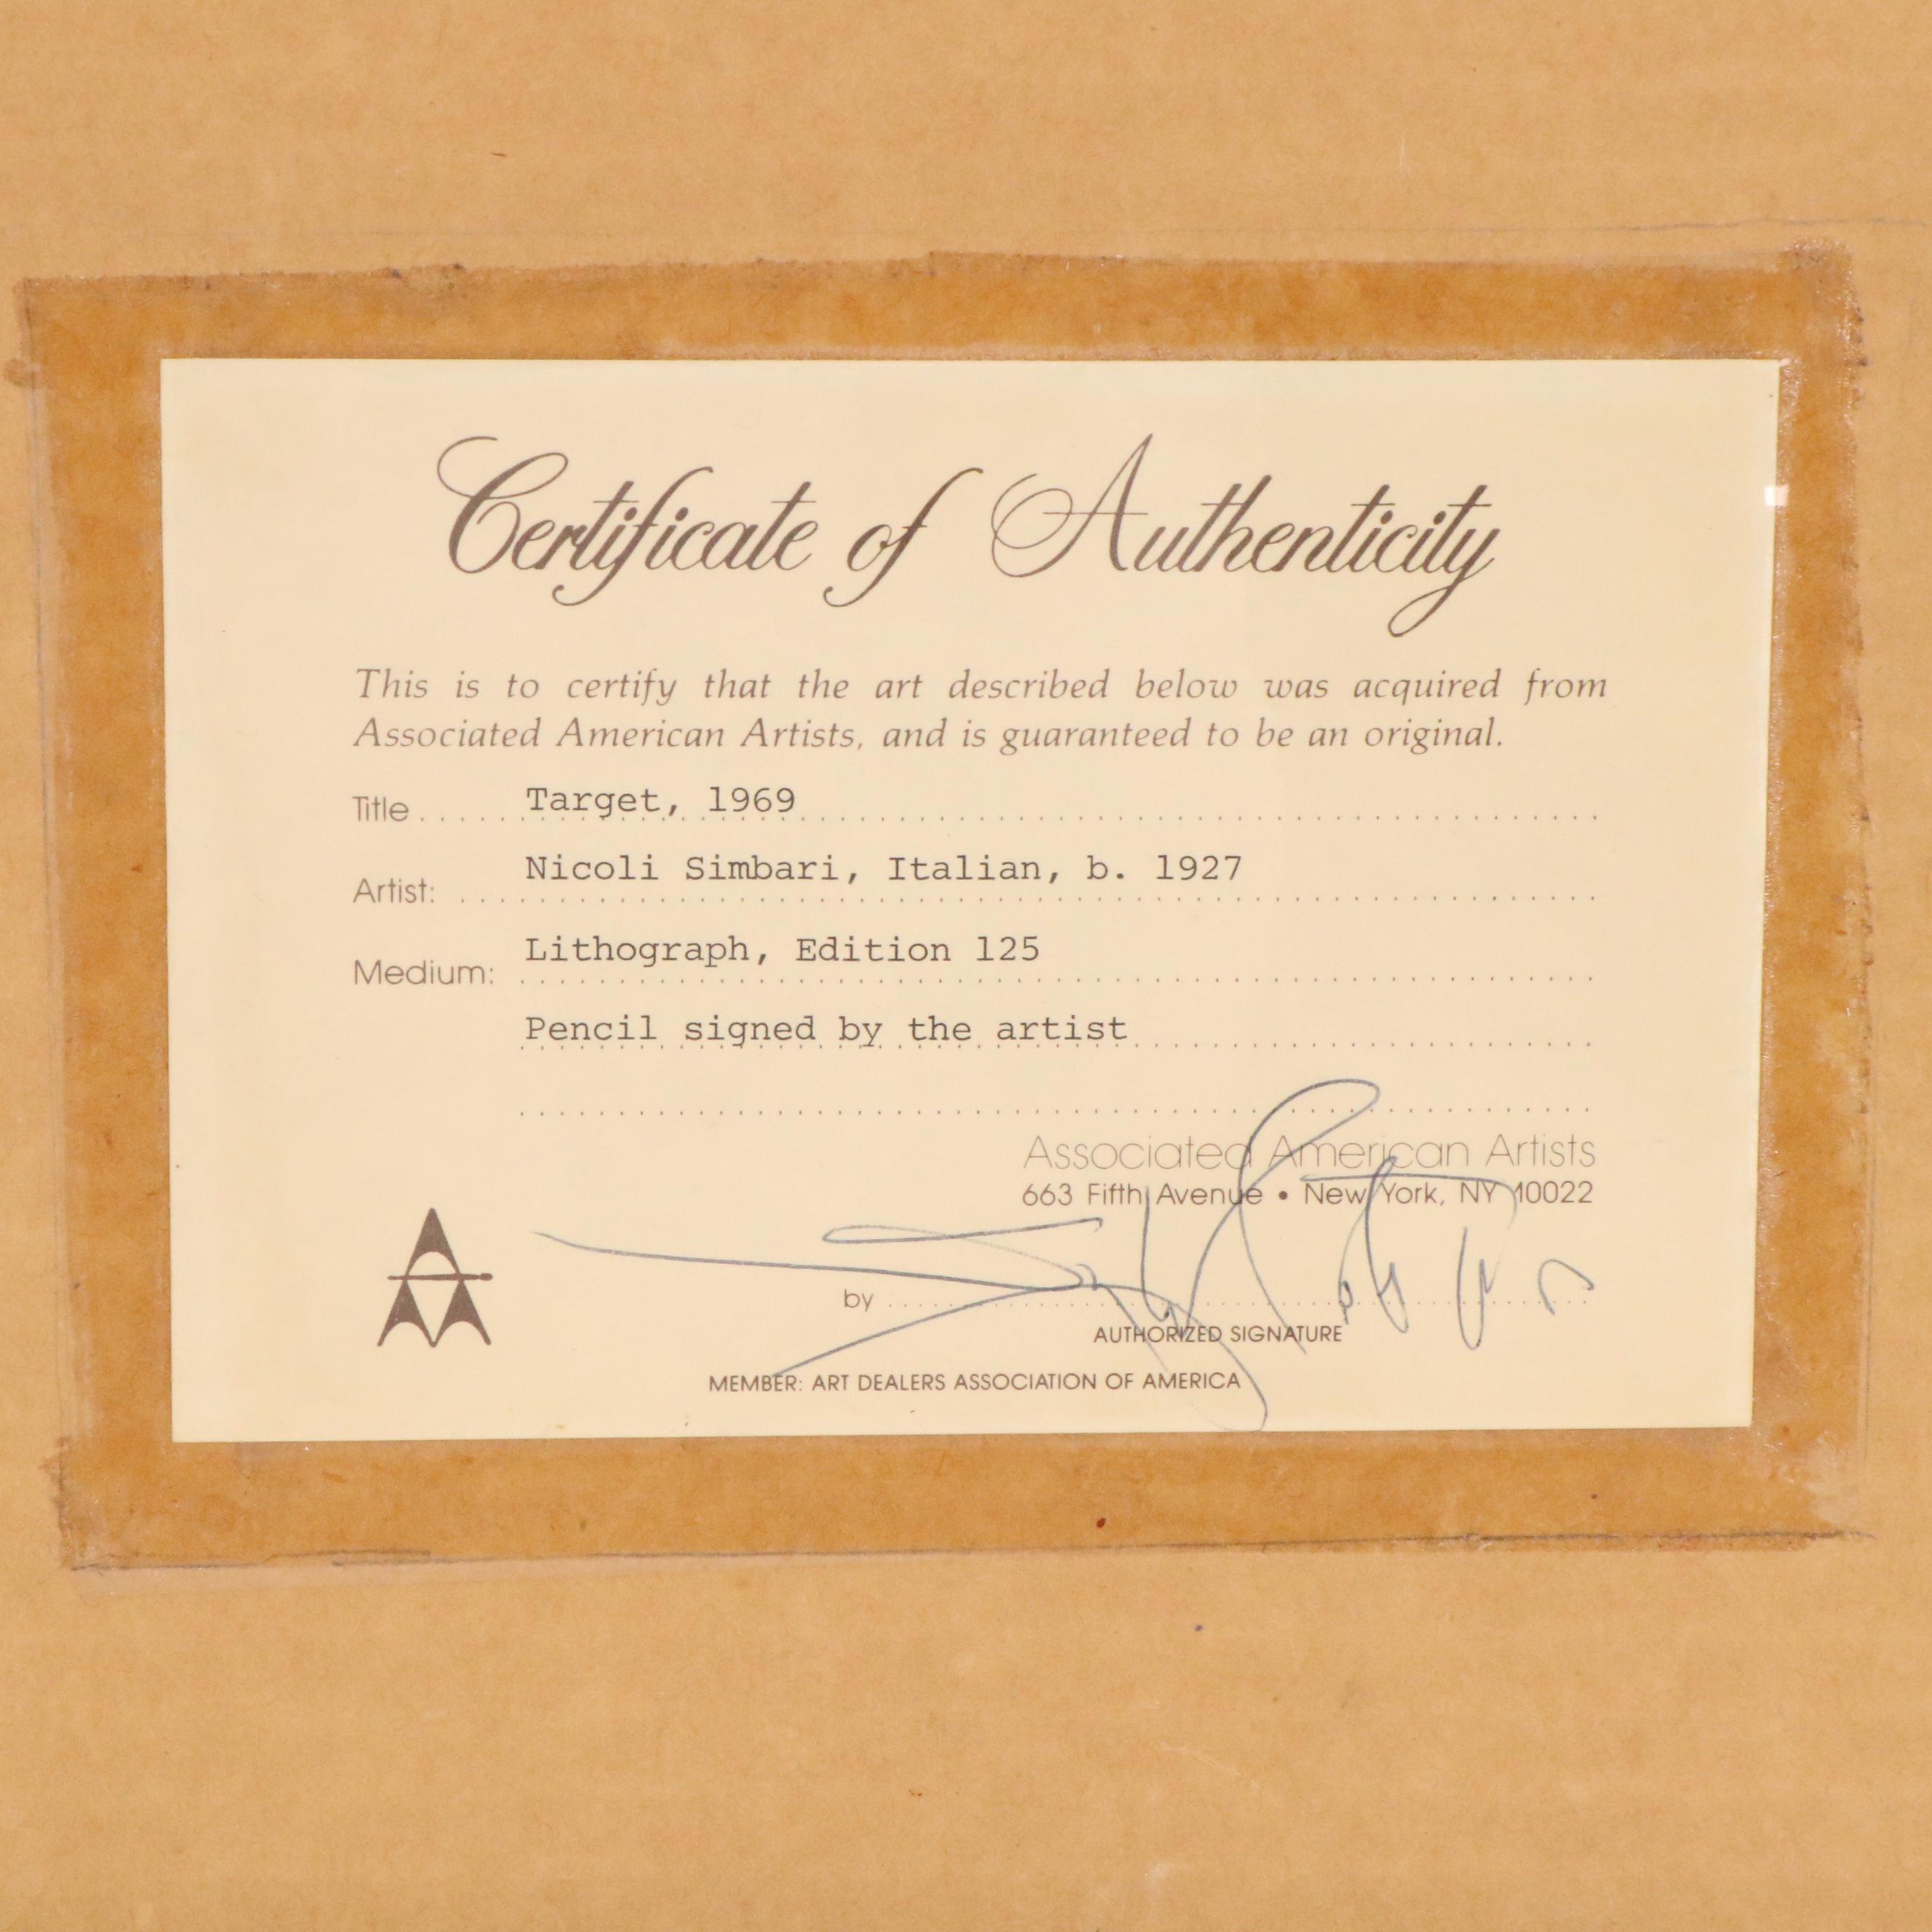 Certificate of Authenticity
This is to certify that the art described below was acquired from
Associated American Artists, and is guaranteed to be an original.
Title Target, 1969
Artist: Nicoli Simbari, Italian, b. 1927
Medium: Lithograph, Edition 125
Pencil signed by the artist
Associated American Artists
663 Fifth Avenue • New York, NY 10022
by
AUTHORIZED SIGNATURE
MEMBER: ART DEALERS ASSOCIATION OF AMERICA